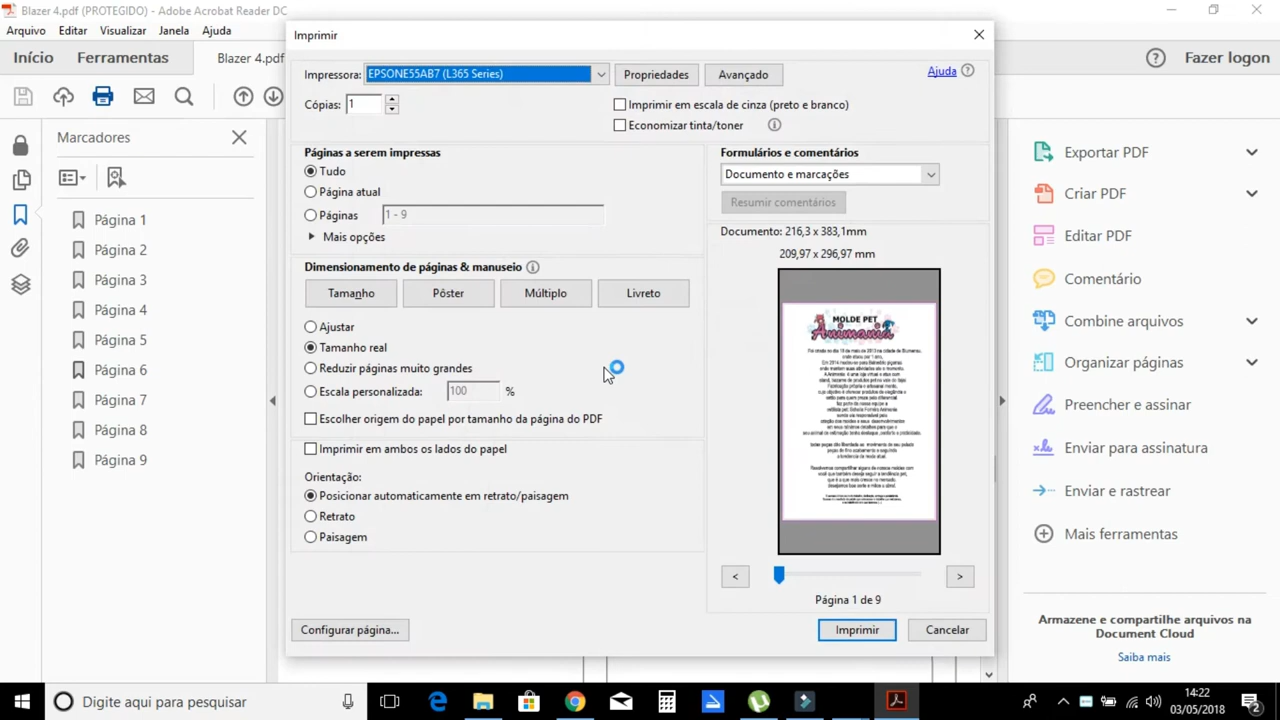 Blazer 4.pdf (PROTEGIDO) - Adobe Acrobat Reader DC
Arquivo Editar Visualizar Janela Ajuda
Início Ferramentas Blazer 4.pdf
Fazer logon
Marcadores
Página 1
Página 2
Página 3
Página 4
Página 5
Página 6
Página 7
Página 8
Página 9
Imprimir
Impressora: EPSONE55AB7 (L365 Series) Propriedades Avançado Ajuda
Cópias: 1
Imprimir em escala de cinza (preto e branco)
Economizar tinta/toner
Páginas a serem impressas
Tudo
Página atual
Páginas 1 - 9
Mais opções
Dimensionamento de páginas & manuseio
Tamanho Pôster Múltiplo Livreto
Ajustar
Tamanho real
Reduzir páginas muito grandes
Escala personalizada: 100 %
Escolher origem do papel por tamanho da página do PDF
Imprimir em ambos os lados do papel
Orientação:
Posicionar automaticamente em retrato/paisagem
Retrato
Paisagem
Configurar página...
Formulários e comentários
Documento e marcações
Resumir comentários
Documento: 216,3 x 383,1mm
209,97 x 296,97 mm
MOLDE PET
Animania
< >
Página 1 de 9
Imprimir Cancelar
Exportar PDF
Criar PDF
Editar PDF
Comentário
Combine arquivos
Organizar páginas
Preencher e assinar
Enviar para assinatura
Enviar e rastrear
Mais ferramentas
Armazene e compartilhe arquivos na
Document Cloud
Saiba mais
Digite aqui para pesquisar
14:22
03/05/2018
2